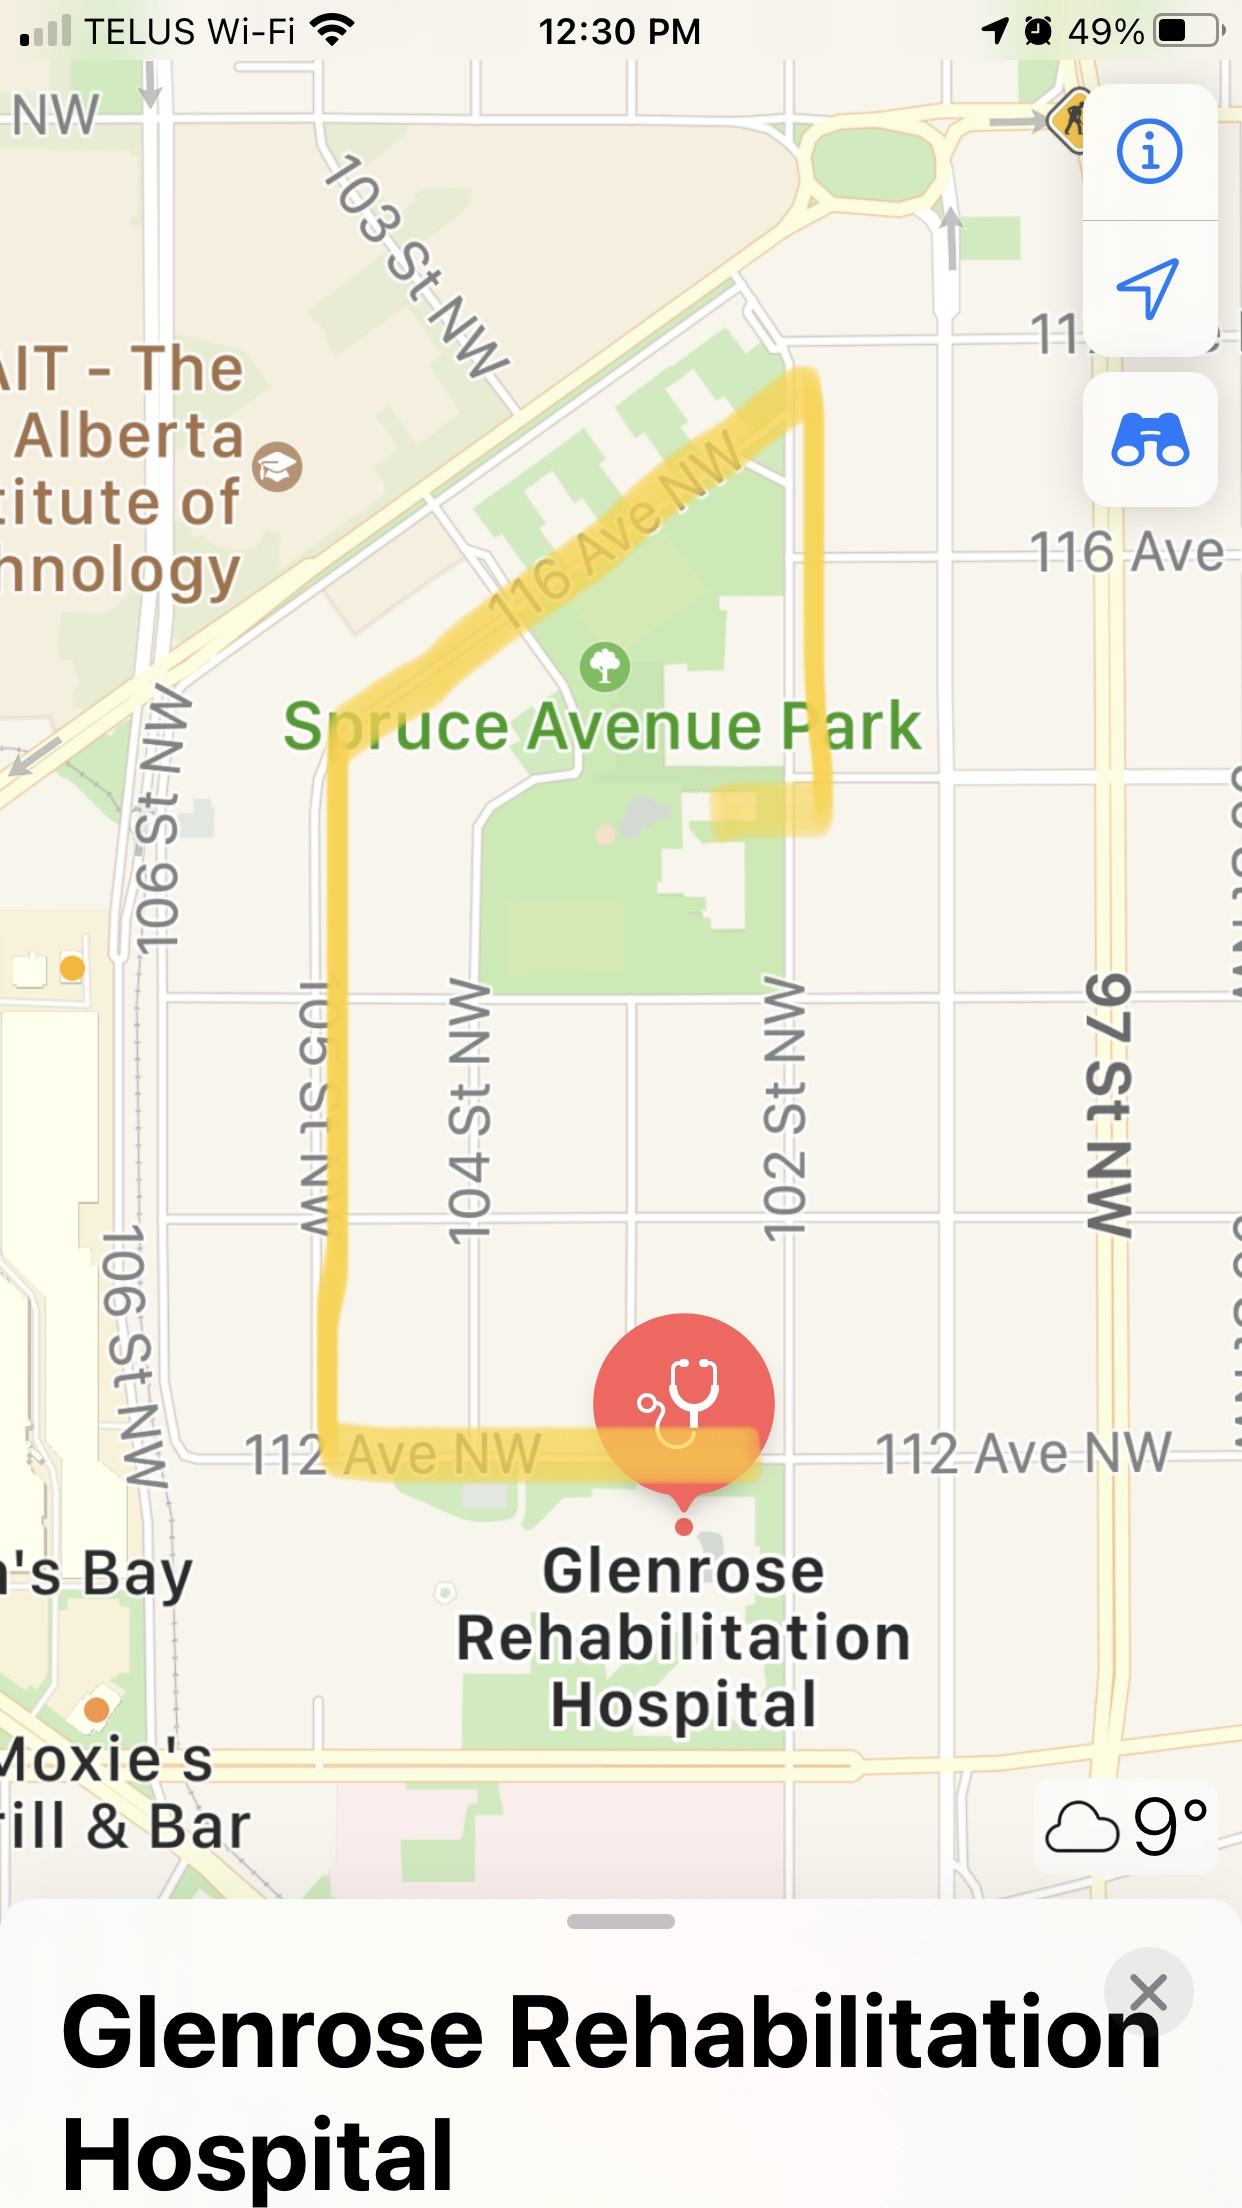 TELUS Wi-Fi 12:30 PM 49%
NW
103 St NW
AIT - The
Alberta
titute of
hnology
116 Ave NW
116 Ave
Spruce Avenue Park
106 St NW
105 St NW
104 St NW
102 St NW
97 St NW
106 St NW
112 Ave NW
112 Ave NW
's Bay
Glenrose
Rehabilitation
Hospital
Moxie's
rill & Bar
9°
Glenrose Rehabilitation
Hospital